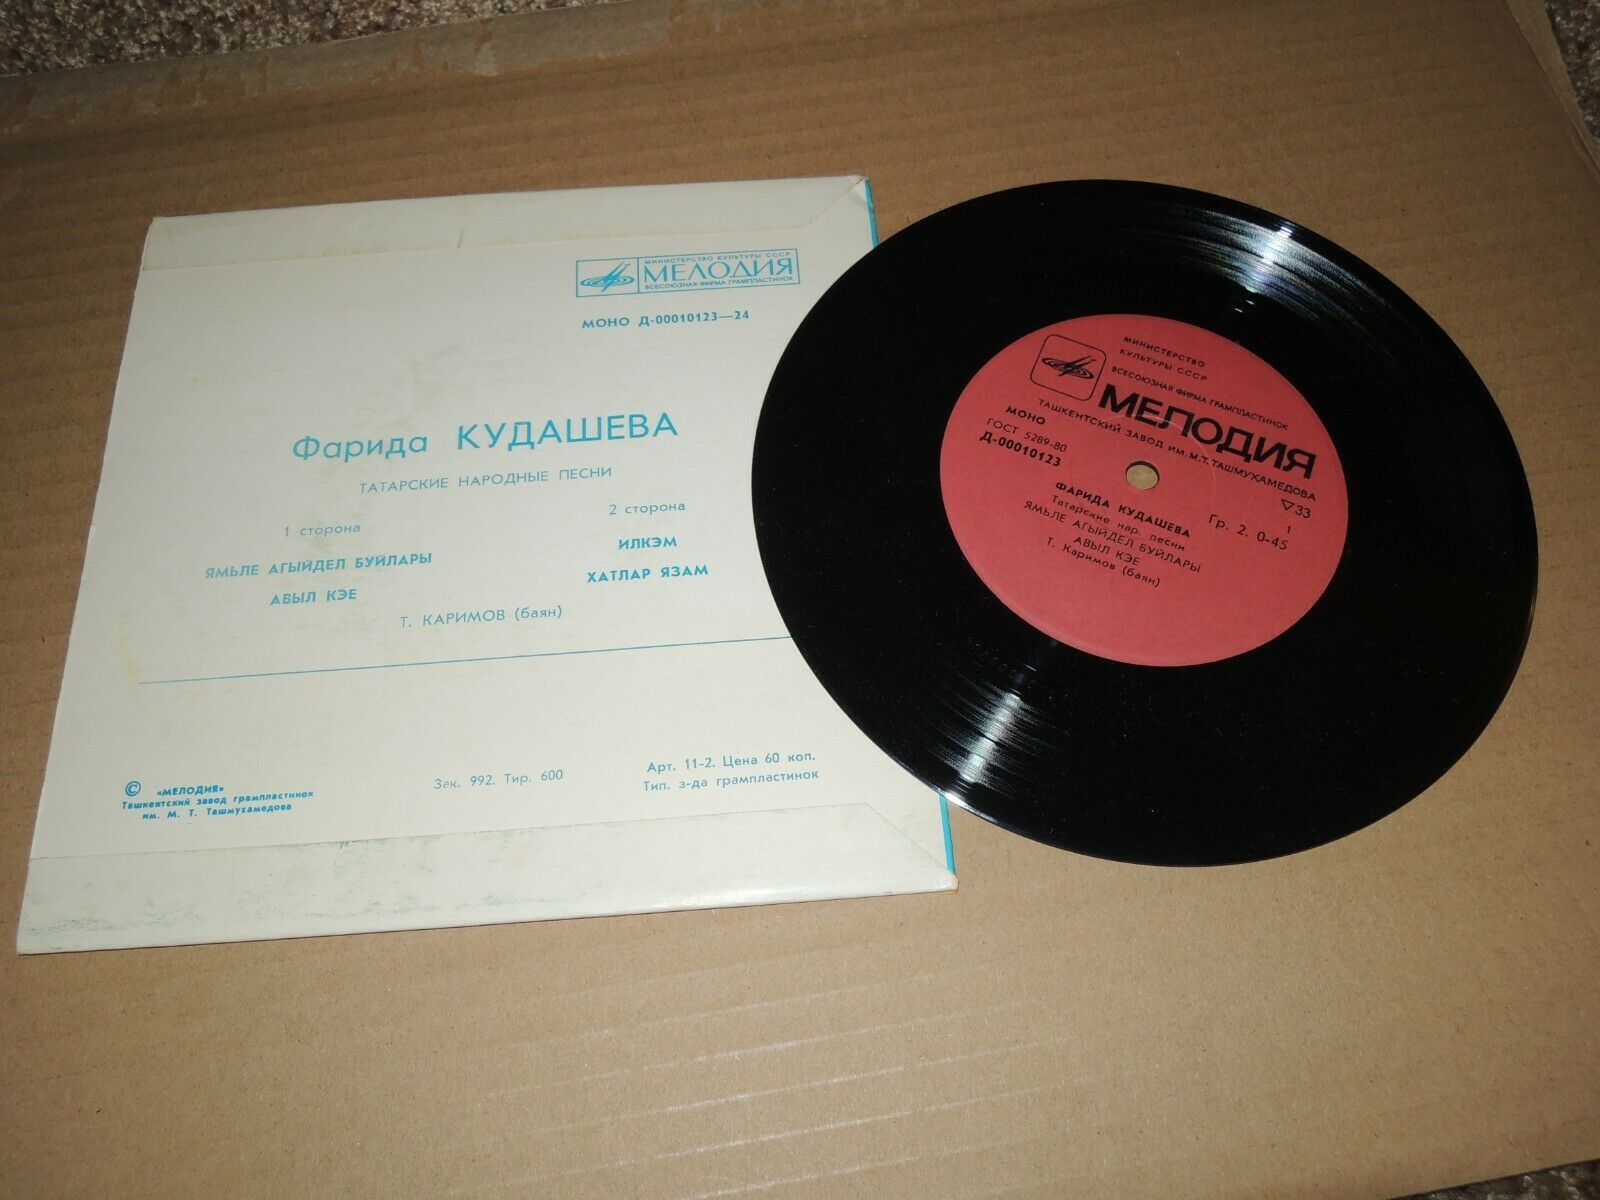 МИНИСТЕРСТВО КУЛЬТУРЫ СССР
МЕЛОДИЯ
ВСЕСОЮЗНАЯ ФИРМА ГРАМПЛАСТИНОК
МОНО Д-00010123—24
Фарида КУДАШЕВА
ТАТАРСКИЕ НАРОДНЫЕ ПЕСНИ
1 сторона
ЯМЬЛЕ АГЫЙДЕЛ БУЙЛАРЫ
АВЫЛ КЭЕ
2 сторона
ИЛКЭМ
ХАТЛАР ЯЗАМ
Т. КАРИМОВ (баян)
© «МЕЛОДИЯ»
Ташкентский завод грампластинок
им. М. Т. Ташмухамедова
Зек. 992. Тир. 600
Арт. 11-2. Цена 60 коп.
Тип. з-да грампластинок
МИНИСТЕРСТВО
КУЛЬТУРЫ СССР
ВСЕСОЮЗНАЯ ФИРМА ГРАМПЛАСТИНОК
МЕЛОДИЯ
ТАШКЕНТСКИЙ ЗАВОД ИМ. М.Т. ТАШМУХАМЕДОВА
МОНО
ГОСТ 5289-80
Д-00010123
▽33
1
Гр. 2. 0-45
ФАРИДА КУДАШЕВА
Татарские нар. песни
ЯМЬЛЕ АГЫЙДЕЛ БУЙЛАРЫ
АВЫЛ КЭЕ
Т. Каримов (баян)